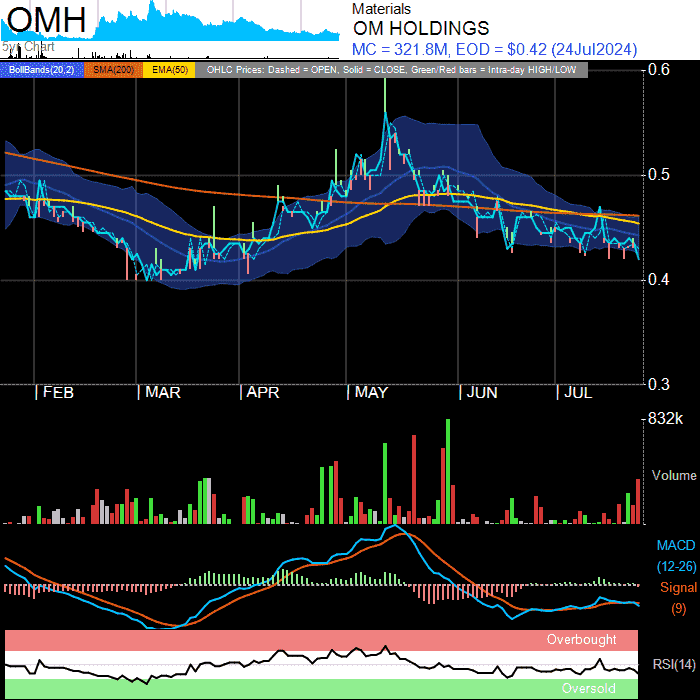 OMH
5yr Chart
Materials
OM HOLDINGS
MC = 321.8M, EOD = $0.42 (24Jul2024)
BollBands(20,2) SMA(200) EMA(50) OHLC Prices: Dashed = OPEN, Solid = CLOSE, Green/Red bars = Intra-day HIGH/LOW
0.6
0.5
0.4
0.3
FEB MAR APR MAY JUN JUL
832k
Volume
MACD
(12-26)
Signal
(9)
Overbought
RSI(14)
Oversold